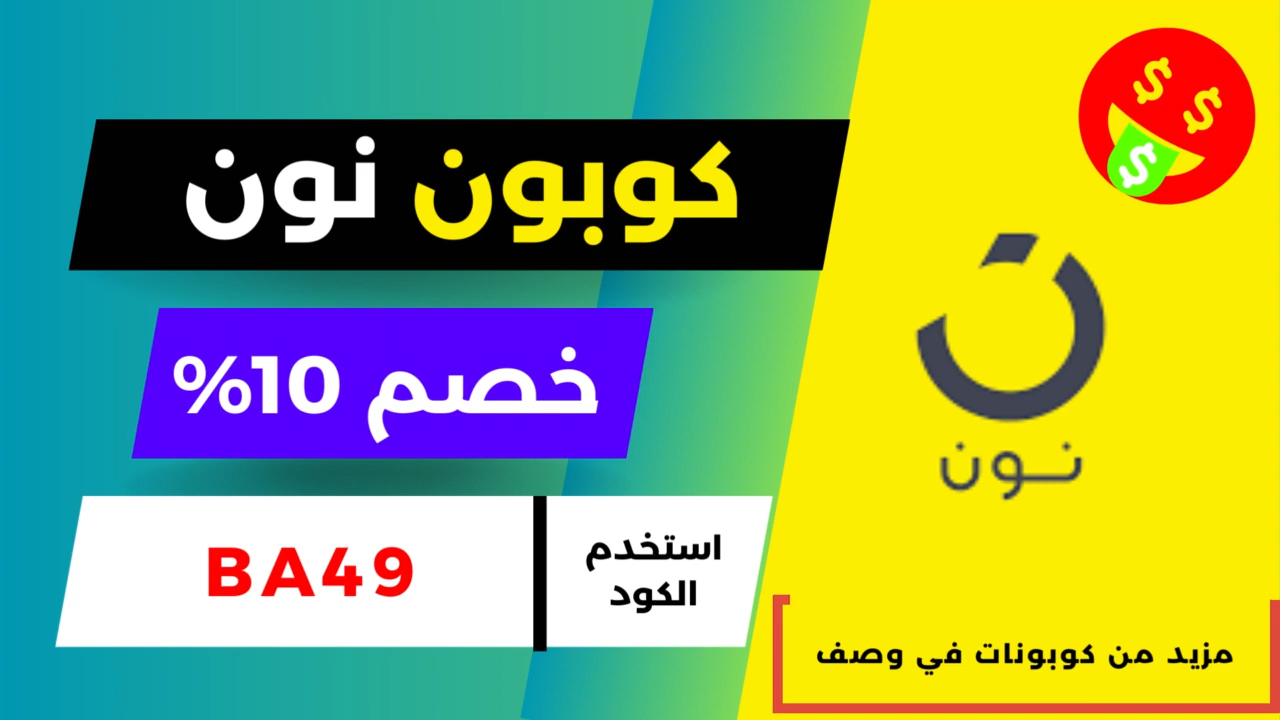 كوبون نون
خصم 10%
استخدم
الكود
BA49
$ $
$
نون
مزيد من كوبونات في وصف